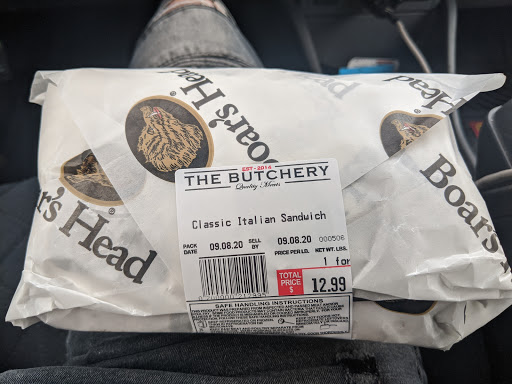 Boar's Head
®
Boar's Head
®
Head
Boar's
EST - 2014
THE BUTCHERY
Quality Meats
Classic Italian Sandwich
PACK DATE 09.08.20 SELL BY 09.08.20 000506
PRICE PER LB. NET WT. LBS.
1 for
TOTAL PRICE $ 12.99
SAFE HANDLING INSTRUCTIONS